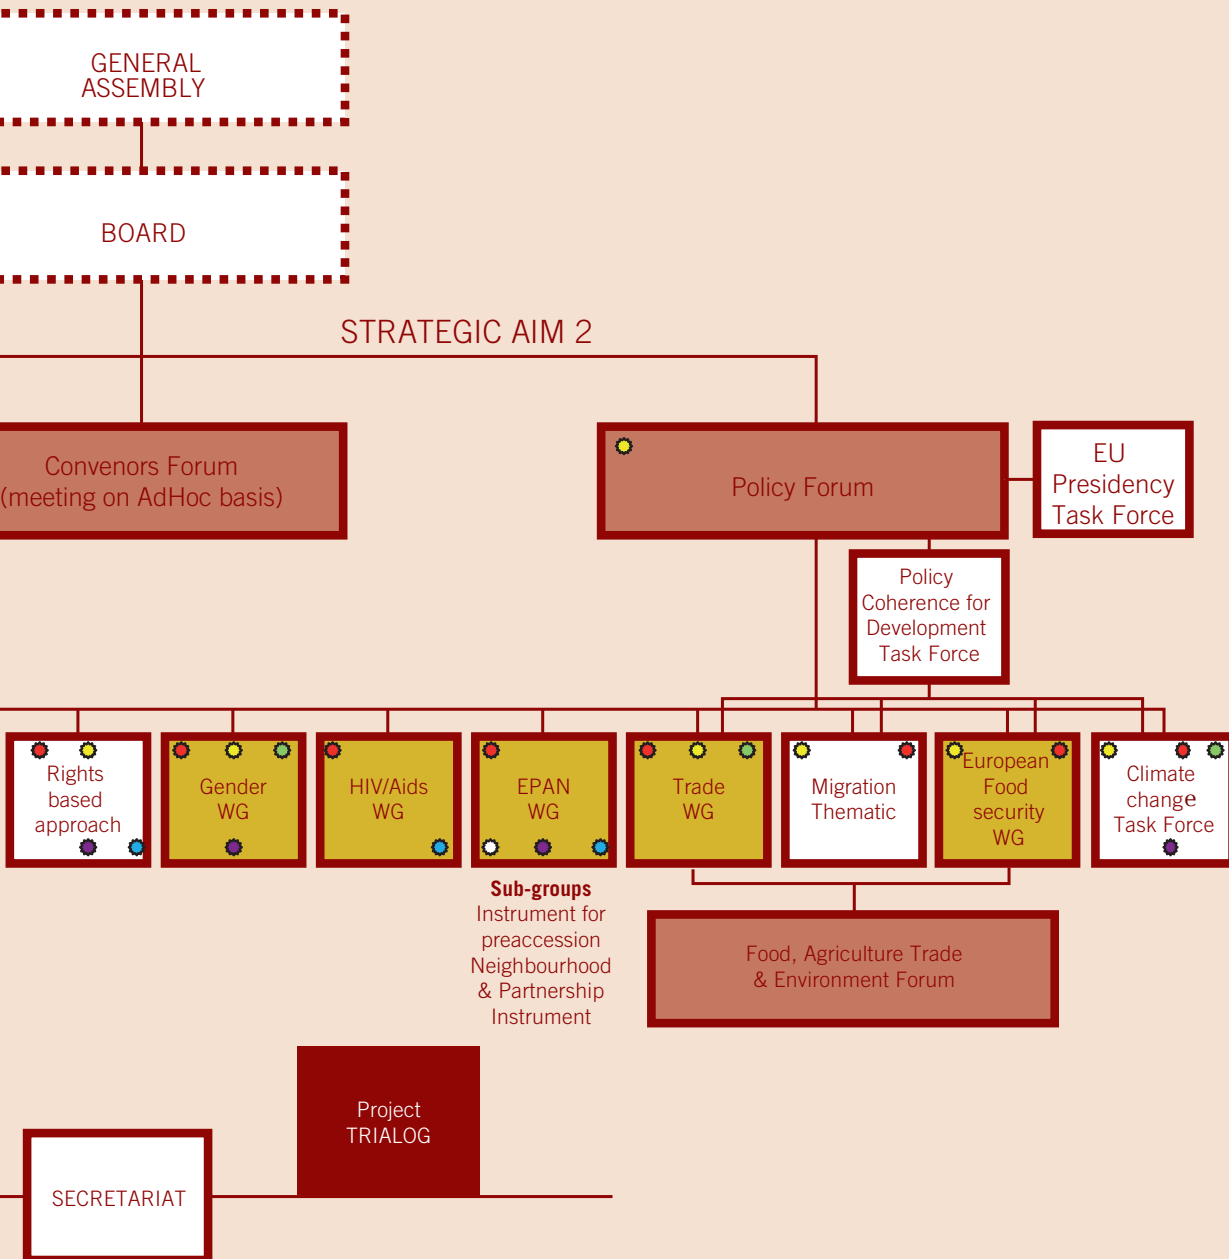 GENERAL
ASSEMBLY
BOARD
STRATEGIC AIM 2
Convenors Forum
(meeting on AdHoc basis)
Policy Forum
EU
Presidency
Task Force
Policy
Coherence for
Development
Task Force
Rights
based
approach
Gender
WG
HIV/Aids
WG
EPAN
WG
Trade
WG
Migration
Thematic
European
Food
security
WG
Climate
change
Task Force
Sub-groups
Instrument for
preaccession
Neighbourhood
& Partnership
Instrument
Food, Agriculture Trade
& Environment Forum
Project
TRIALOG
SECRETARIAT